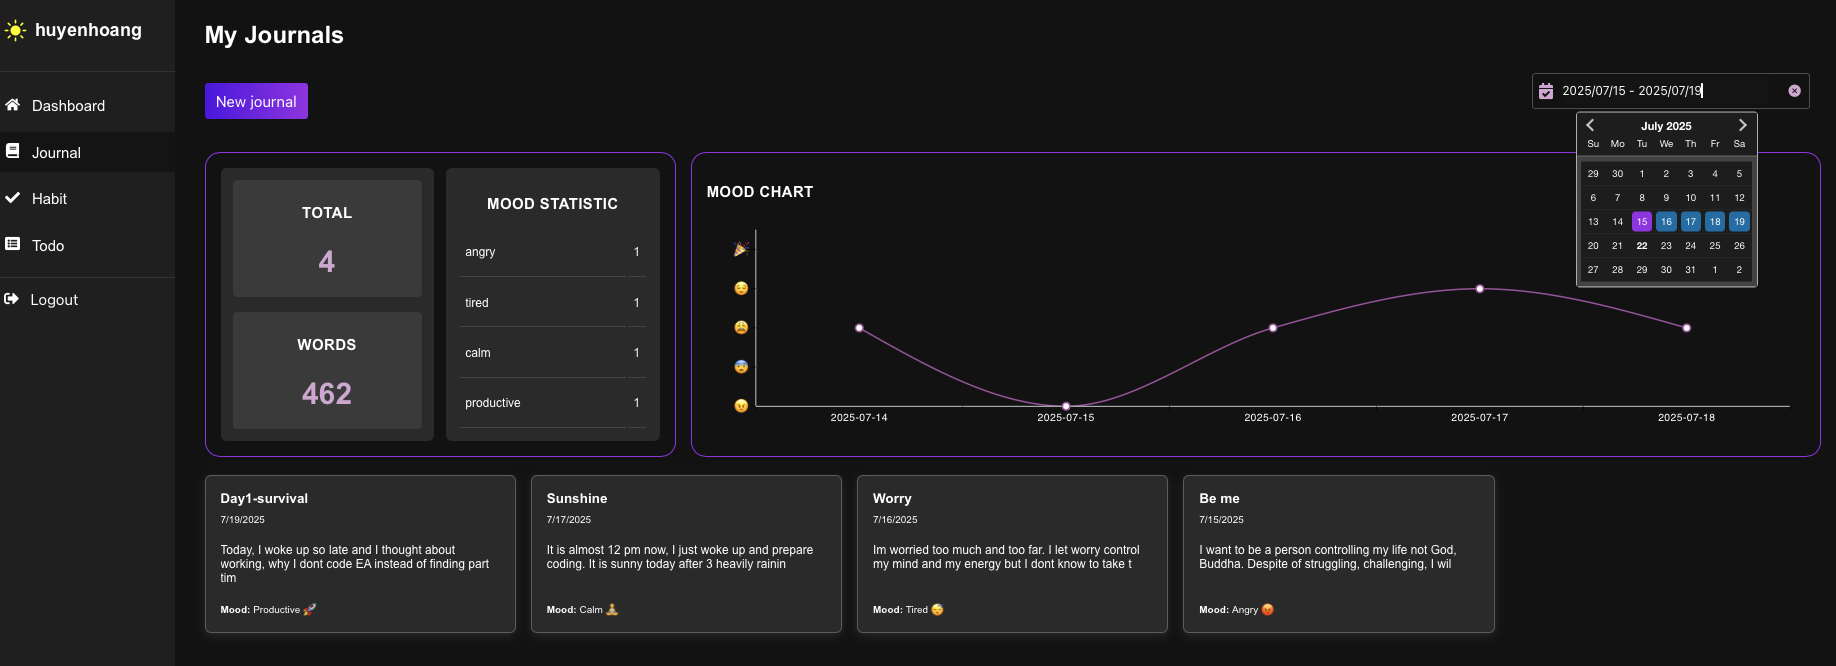 huyenhoang
Dashboard
Journal
Habit
Todo
Logout
My Journals
New journal
2025/07/15 - 2025/07/19
July 2025
Su Mo Tu We Th Fr Sa
29 30 1 2 3 4 5
6 7 8 9 10 11 12
13 14 15 16 17 18 19
20 21 22 23 24 25 26
27 28 29 30 31 1 2
TOTAL
4
WORDS
462
MOOD STATISTIC
angry 1
tired 1
calm 1
productive 1
MOOD CHART
2025-07-14 2025-07-15 2025-07-16 2025-07-17 2025-07-18
Day1-survival
7/19/2025
Today, I woke up so late and I thought about
working, why I dont code EA instead of finding part
tim
Mood: Productive 🚀
Sunshine
7/17/2025
It is almost 12 pm now, I just woke up and prepare
coding. It is sunny today after 3 heavily rainin
Mood: Calm 🧘
Worry
7/16/2025
Im worried too much and too far. I let worry control
my mind and my energy but I dont know to take t
Mood: Tired 😴
Be me
7/15/2025
I want to be a person controlling my life not God,
Buddha. Despite of struggling, challenging, I wil
Mood: Angry 😡